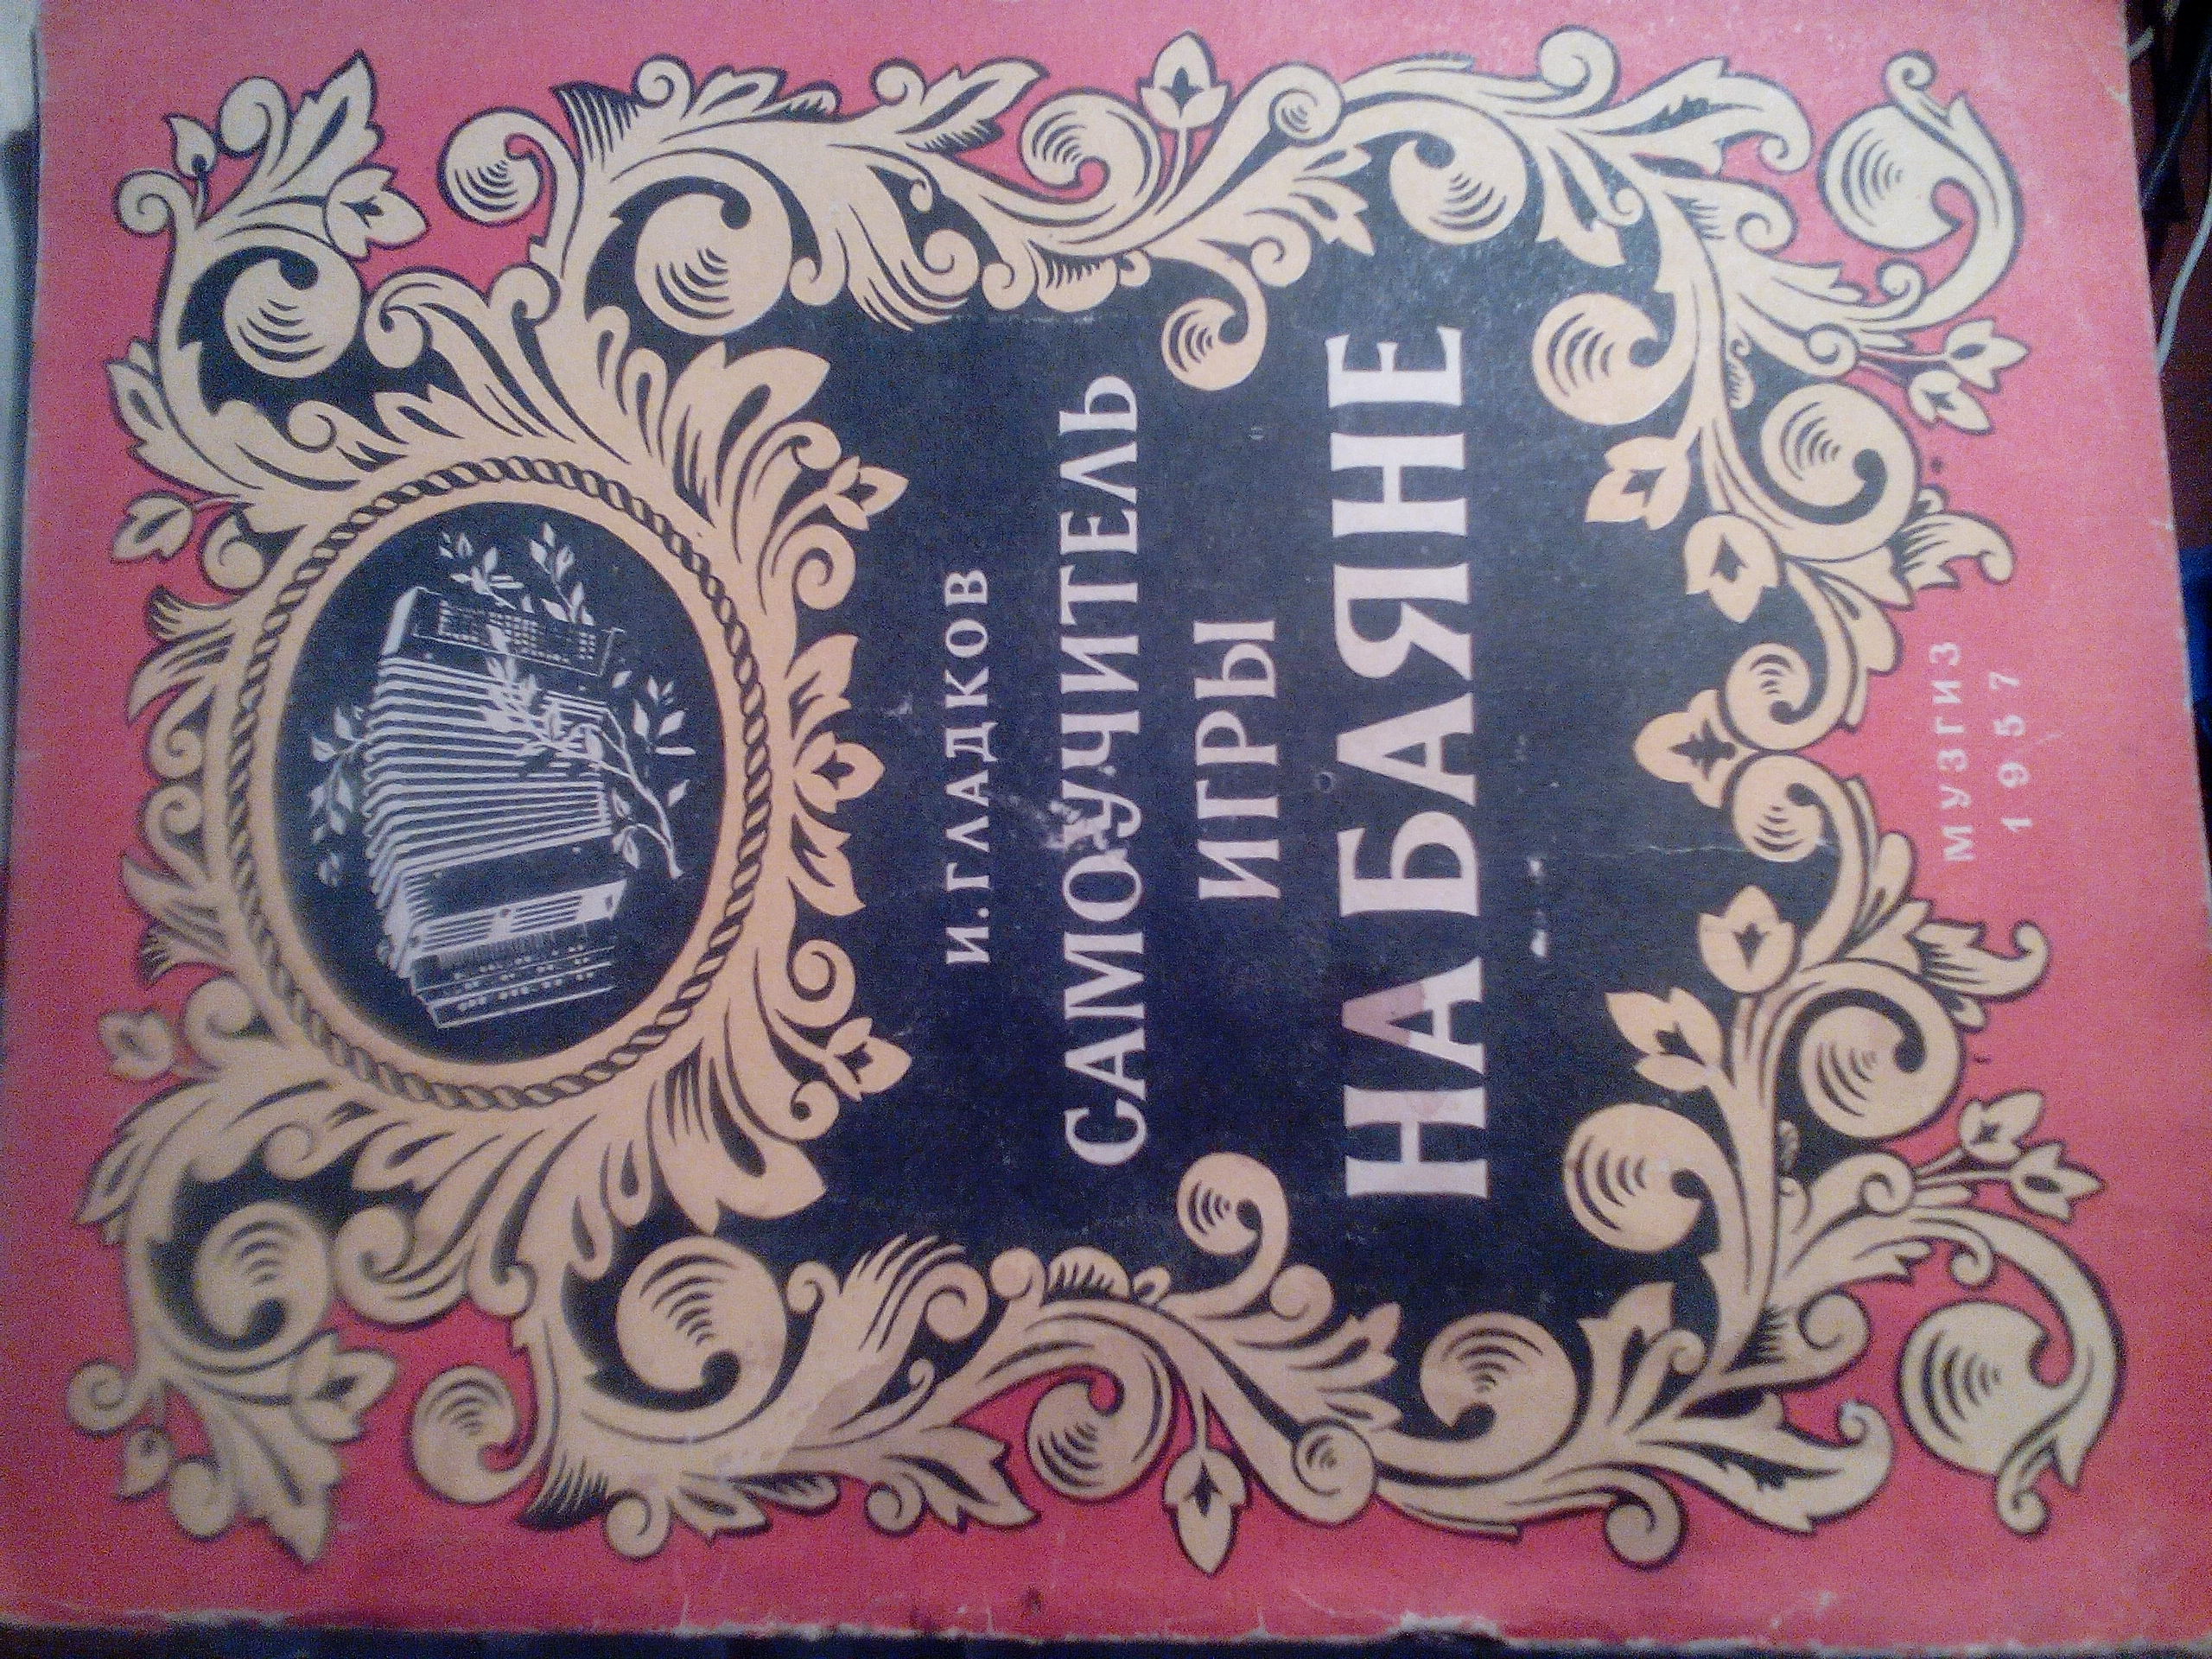 И. ГЛАДКОВ
САМОУЧИТЕЛЬ
ИГРЫ
НА БАЯНЕ
МУЗГИЗ
1957